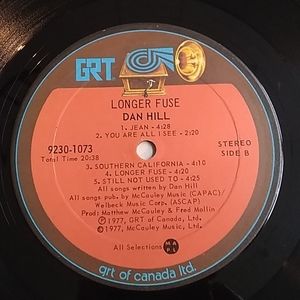 GRT
LONGER FUSE
DAN HILL
1. JEAN - 4:28
2. YOU ARE ALL I SEE - 2:20
9230-1073
Total Time 20:38
STEREO
SIDE B
3. SOUTHERN CALIFORNIA - 4:10
4. LONGER FUSE - 4:21
5. STILL NOT USED TO - 4:25
All songs written by Dan Hill
All songs pub. by McCauley Music (CAPAC)/
Welbeck Music Corp. (ASCAP)
Prod: Matthew McCauley & Fred Mollin
Ⓟ1977, GRT of Canada, Ltd.
©1977, McCauley Music, Ltd.
All Selections MAPL
grt of canada ltd.